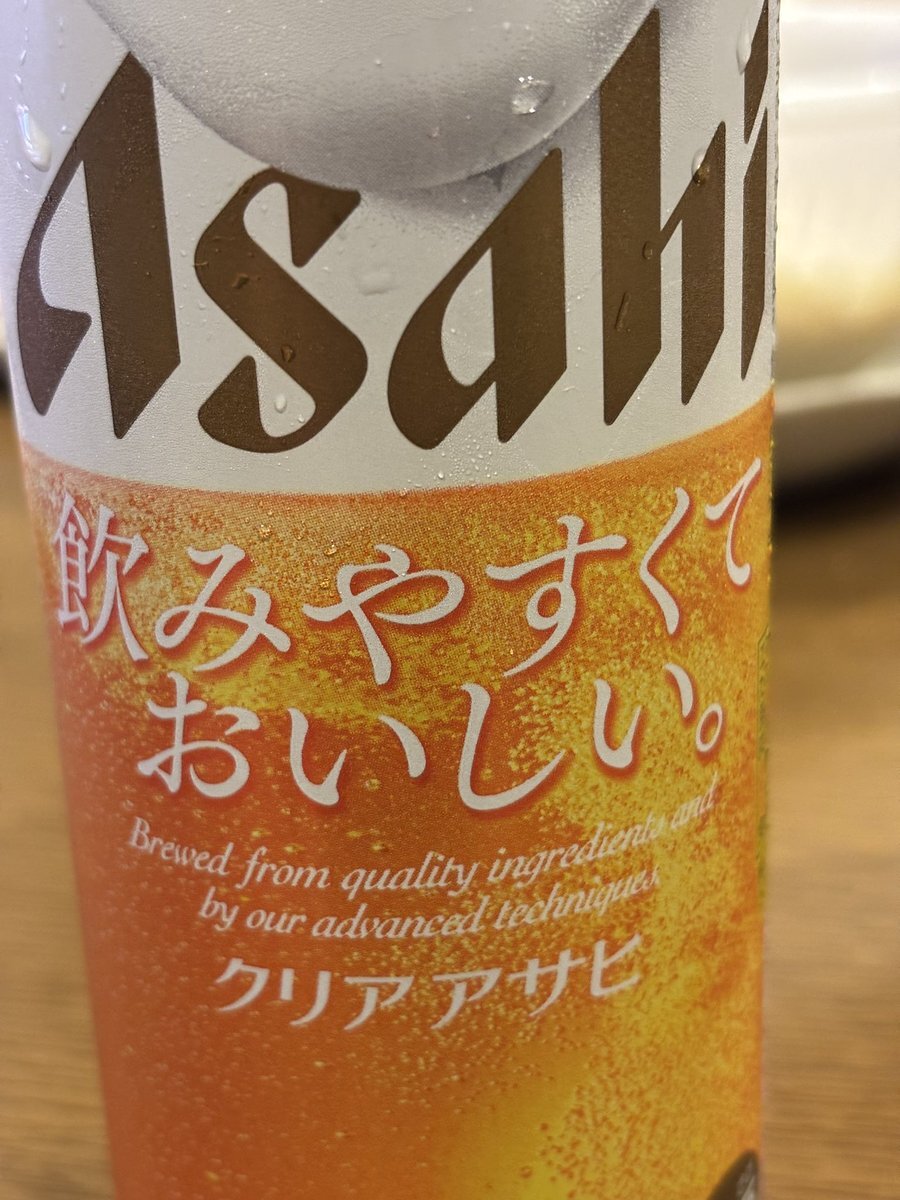 Asahi
飲みやすくて
おいしい。
Brewed from quality ingredients and
by our advanced techniques.
クリアアサヒ